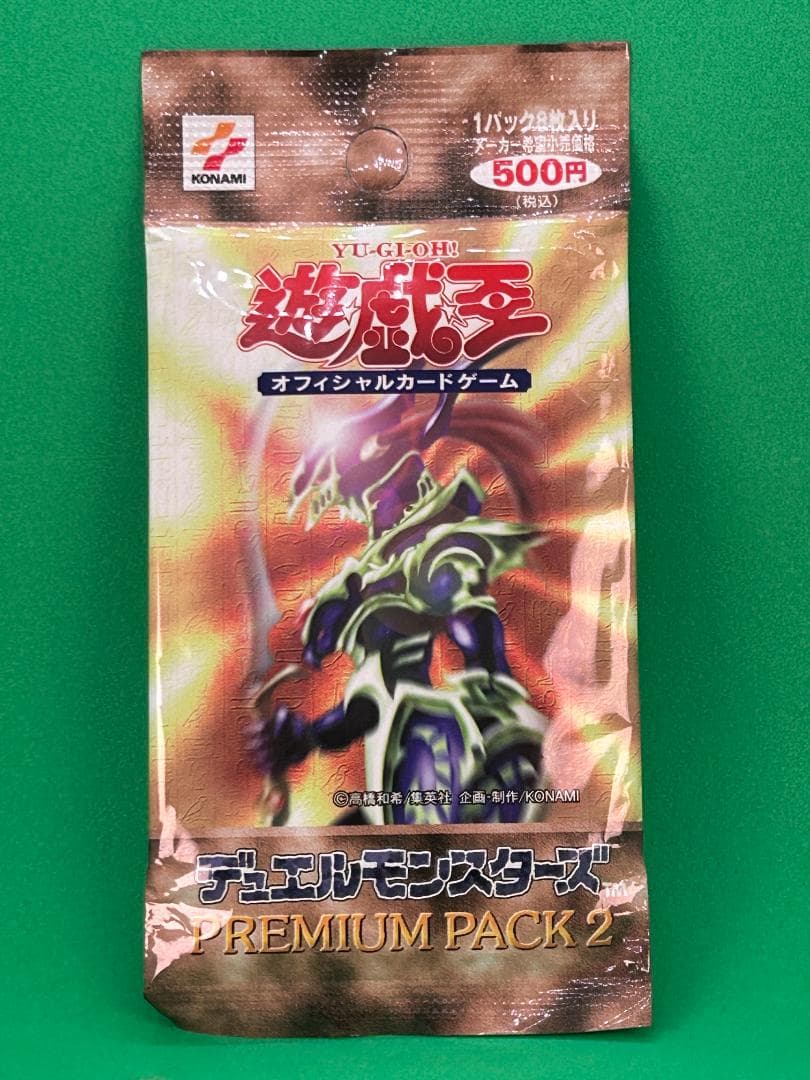 KONAMI
1パック8枚入り
メーカー希望小売価格
500円
(税込)
YU-GI-OH!
遊戯王
オフィシャルカードゲーム
©高橋和希/集英社 企画・制作/KONAMI
デュエルモンスターズ™
PREMIUM PACK 2